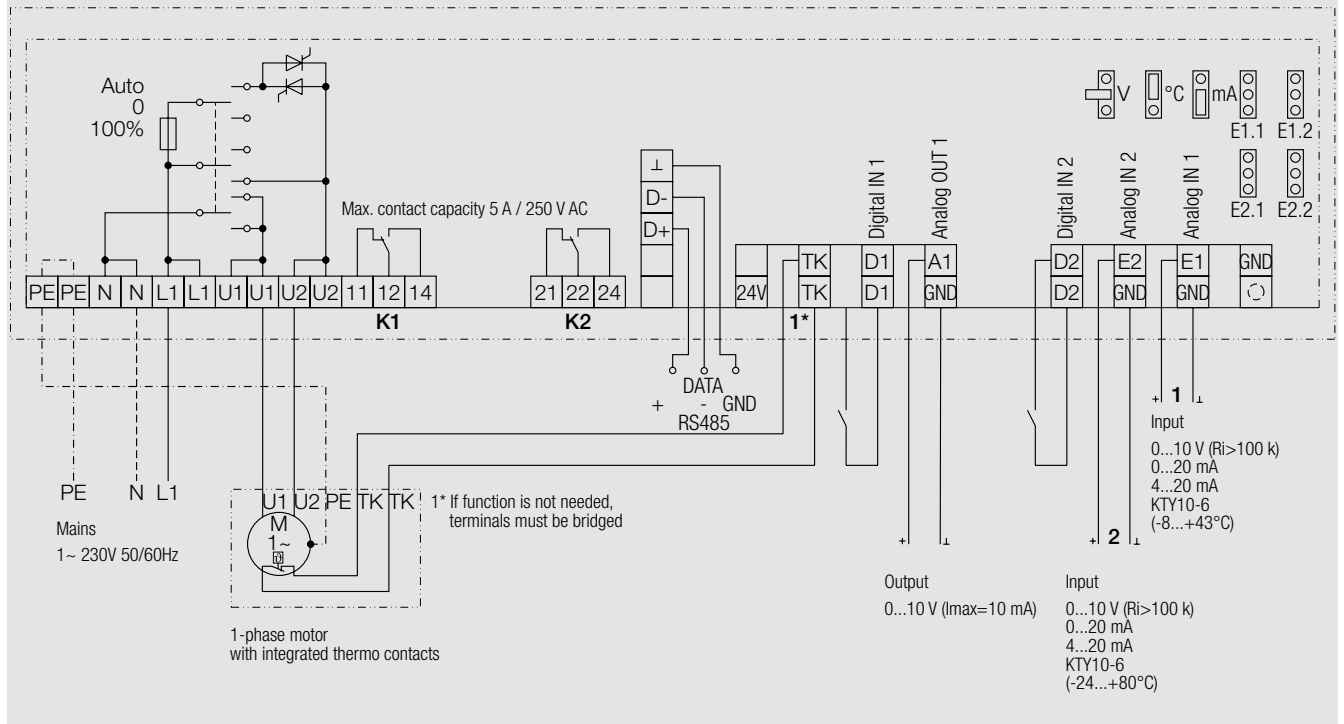 Auto
0
100%
V °C mA
E1.1 E1.2
E2.1 E2.2
Max. contact capacity 5 A / 250 V AC
⊥
D-
D+
Digital IN 1
Analog OUT 1
Digital IN 2
Analog IN 2
Analog IN 1
TK D1 A1 D2 E2 E1 GND
PE PE N N L1 L1 U1 U1 U2 U2 11 12 14 21 22 24 24V TK D1 GND D2 GND GND
K1 K2 1*
DATA
+ - GND
RS485
PE N L1
Mains
1~ 230V 50/60Hz
U1 U2 PE TK TK
M
1~
ϑ
1* If function is not needed,
terminals must be bridged
1-phase motor
with integrated thermo contacts
+ ⊥
Output
0...10 V (Imax=10 mA)
+ 2 ⊥
Input
0...10 V (Ri>100 k)
0...20 mA
4...20 mA
KTY10-6
(-24...+80°C)
+ 1 ⊥
Input
0...10 V (Ri>100 k)
0...20 mA
4...20 mA
KTY10-6
(-8...+43°C)